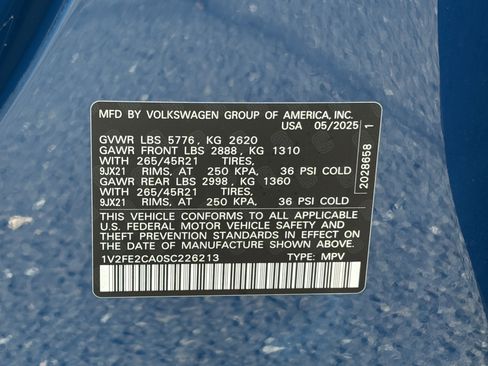 MFD BY VOLKSWAGEN GROUP OF AMERICA, INC.
USA 05/2025
GVWR LBS 5776, KG 2620
GAWR FRONT LBS 2888, KG 1310
WITH 265/45R21 TIRES,
9JX21 RIMS, AT 250 KPA, 36 PSI COLD
GAWR REAR LBS 2998, KG 1360
WITH 265/45R21 TIRES,
9JX21 RIMS, AT 250 KPA, 36 PSI COLD
THIS VEHICLE CONFORMS TO ALL APPLICABLE
U.S. FEDERAL MOTOR VEHICLE SAFETY AND
THEFT PREVENTION STANDARDS IN EFFECT ON
THE DATE OF MANUFACTURE SHOWN ABOVE.
1V2FE2CA0SC226213 TYPE: MPV
2028658 1